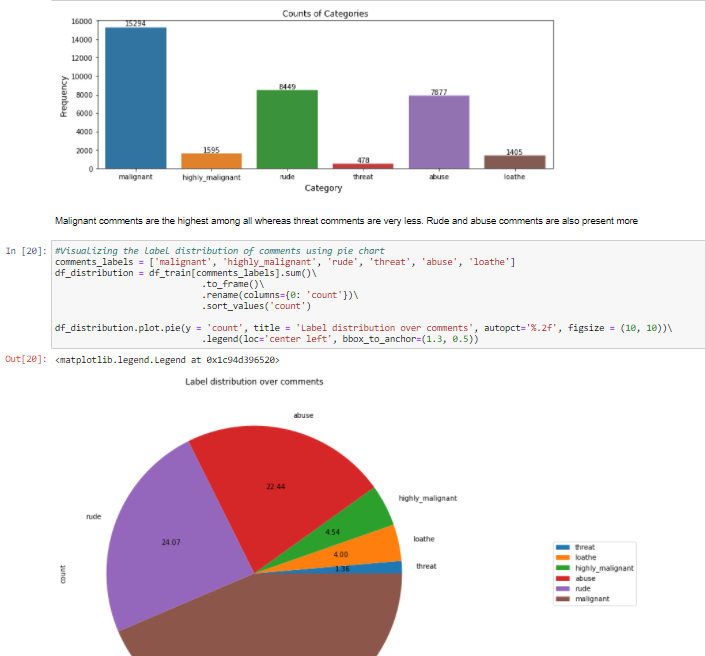 Counts of Categories
16000
14000
12000
10000
8000
6000
4000
2000
0
Frequency
15294
1595
8449
478
7877
1405
malignant highly_malignant rude threat abuse loathe
Category
Malignant comments are the highest among all whereas threat comments are very less. Rude and abuse comments are also present more
In [20]: #Visualizing the label distribution of comments using pie chart
comments_labels = ['malignant', 'highly_malignant', 'rude', 'threat', 'abuse', 'loathe']
df_distribution = df_train[comments_labels].sum()\
.to_frame()\
.rename(columns={0: 'count'})\
.sort_values('count')
df_distribution.plot.pie(y = 'count', title = 'Label distribution over comments', autopct='%.2f', figsize = (10, 10))\
.legend(loc='center left', bbox_to_anchor=(1.3, 0.5))
Out[20]: <matplotlib.legend.Legend at 0x1c94d396520>
Label distribution over comments
abuse
22.44
highly_malignant
4.54
rude
24.07
loathe
4.00
threat
1.36
count
threat
loathe
highly_malignant
abuse
rude
malignant